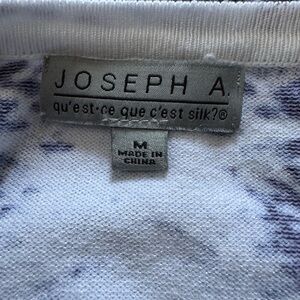 JOSEPH A.
qu'est-ce que c'est silk?®
M
MADE IN
CHINA